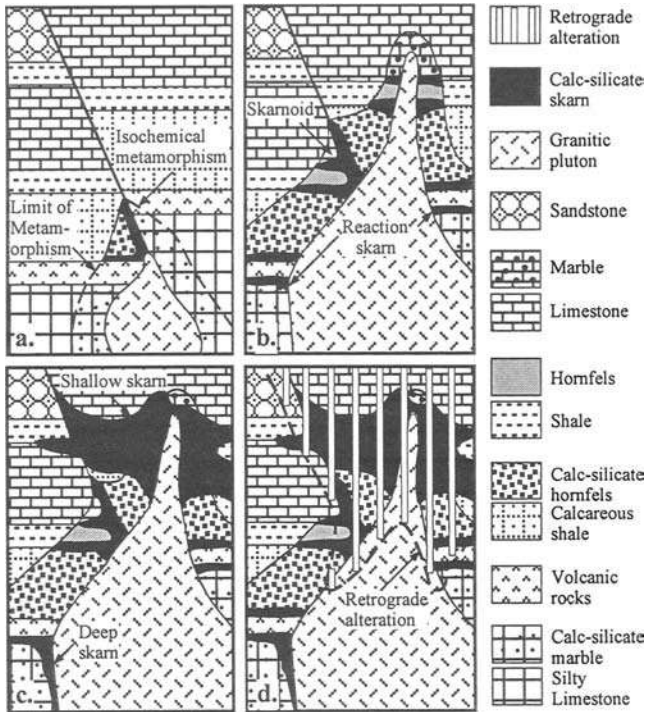 Isochemical
metamorphism
Limit of
Metam-
orphism
a.
Skarnoid
Reaction
skarn
b.
Shallow skarn
Deep
skarn
c.
Retrograde
alteration
d.
Retrograde
alteration
Calc-silicate
skarn
Granitic
pluton
Sandstone
Marble
Limestone
Hornfels
Shale
Calc-silicate
hornfels
Calcareous
shale
Volcanic
rocks
Calc-silicate
marble
Silty
Limestone